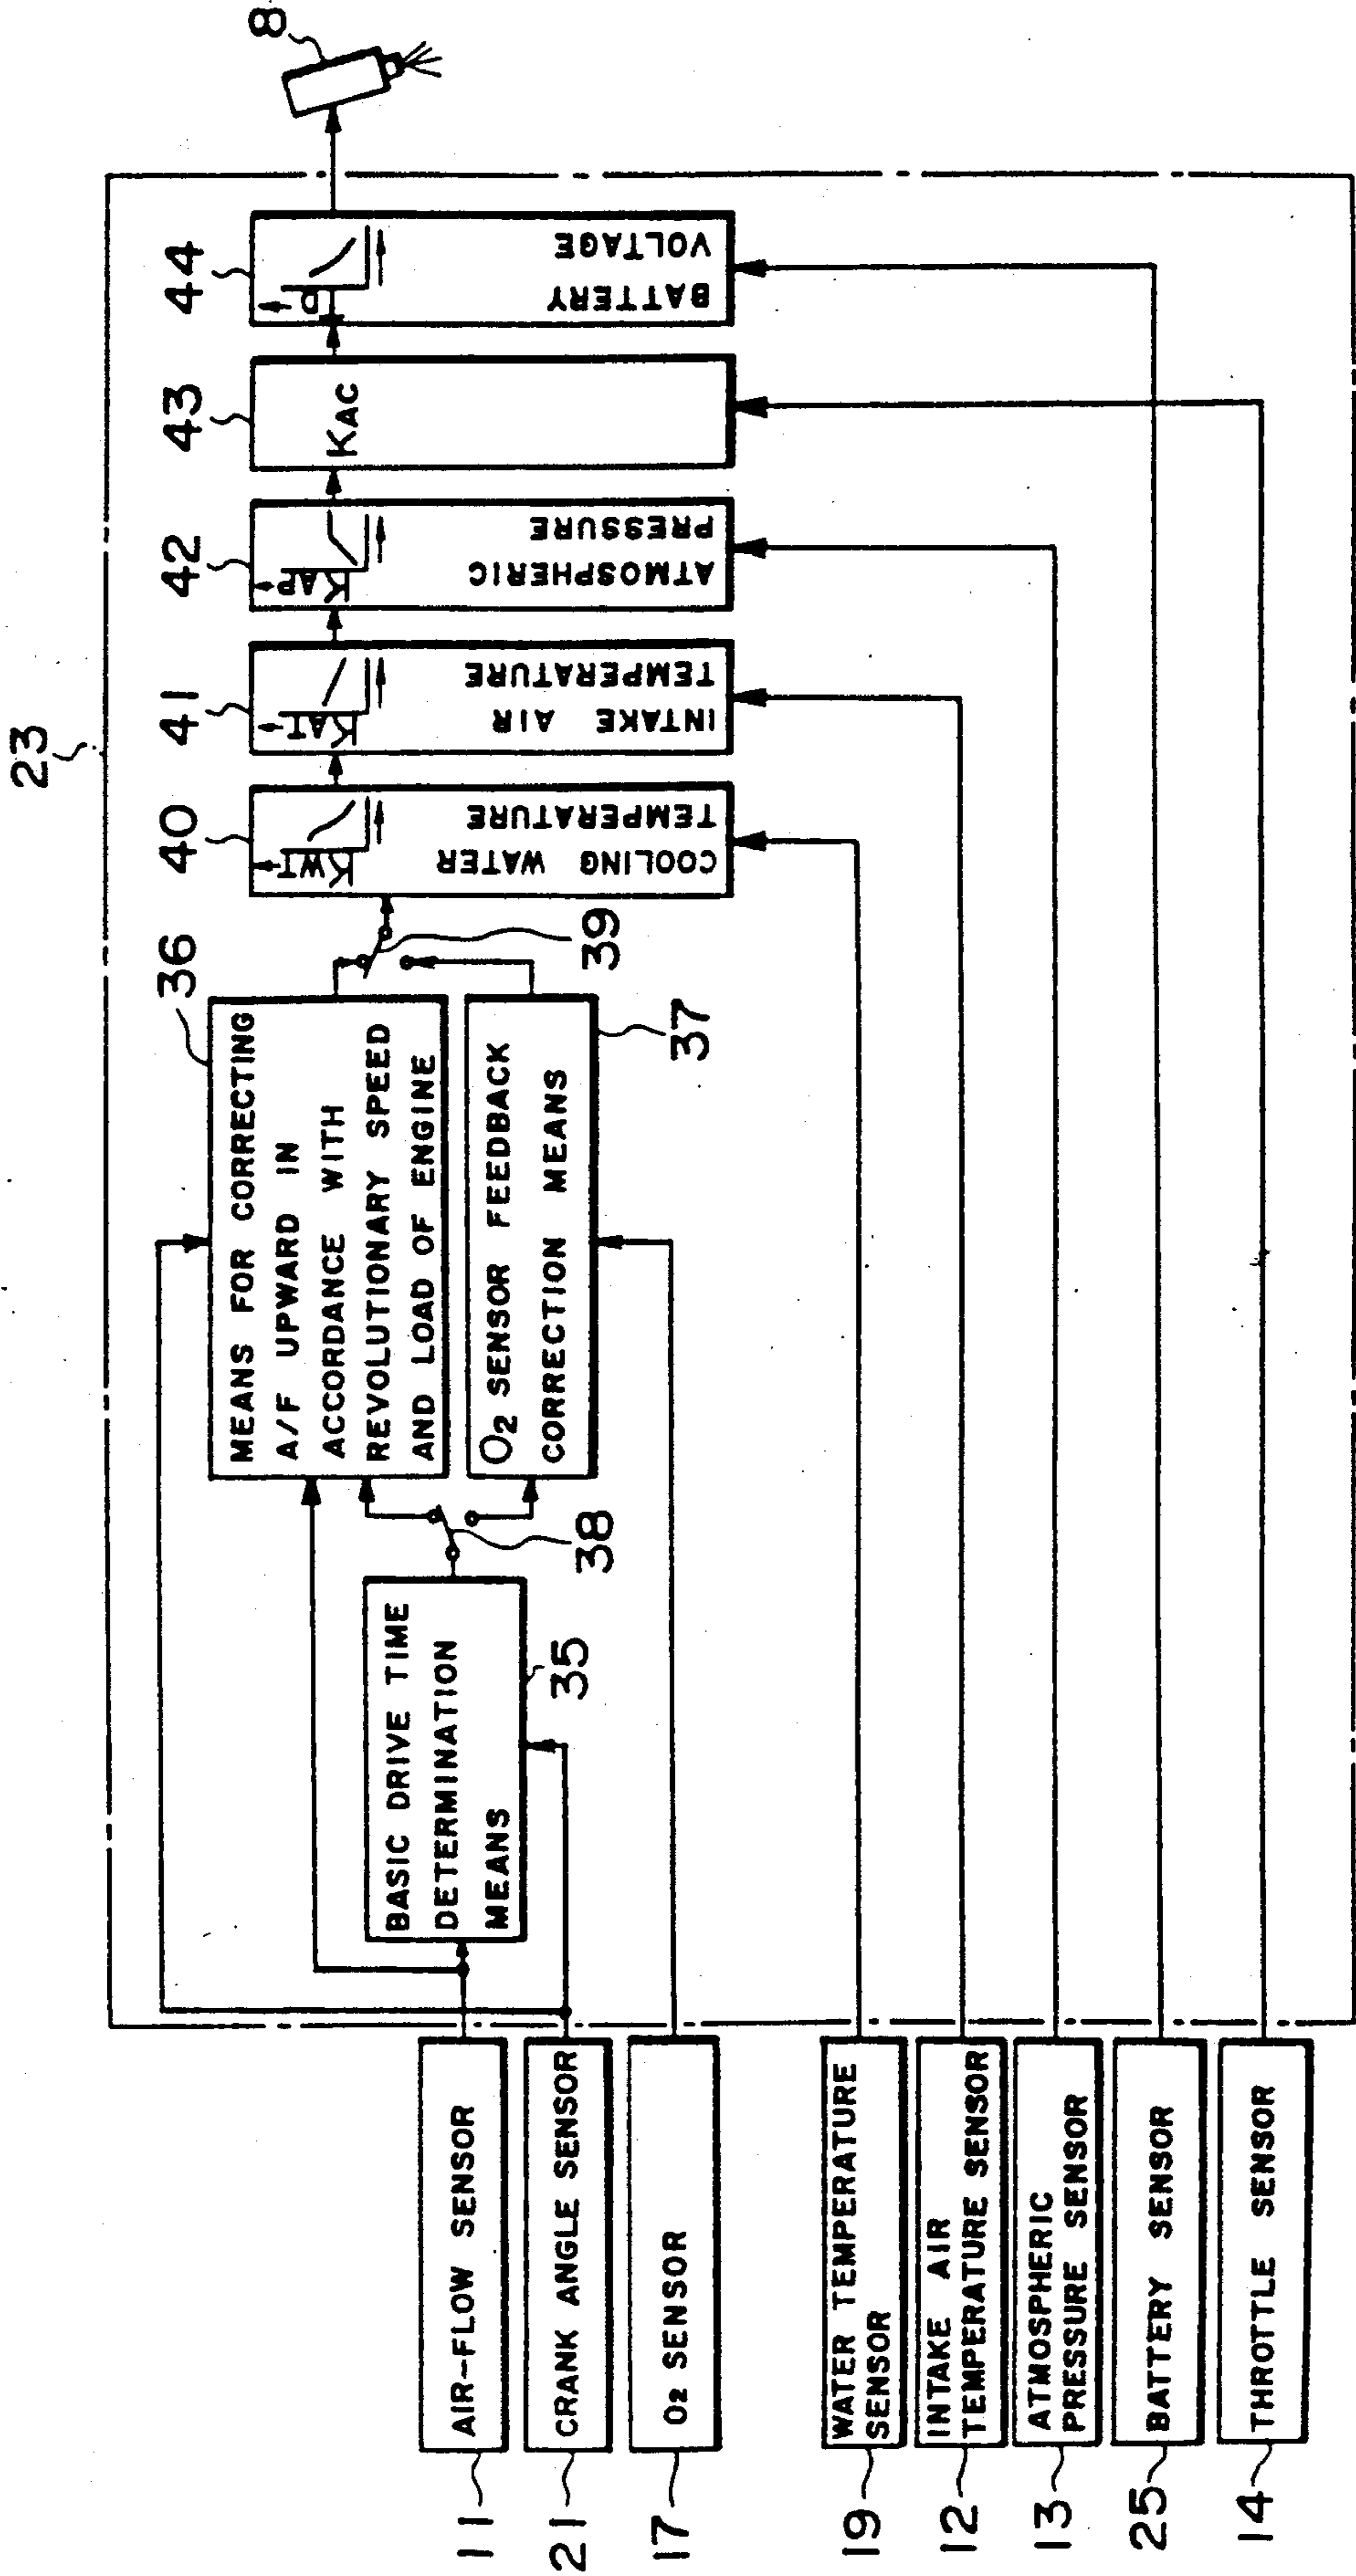 23
8
36
40
41
42
43
44
MEANS FOR CORRECTING
A/F UPWARD IN
ACCORDANCE WITH
REVOLUTIONARY SPEED
AND LOAD OF ENGINE
39
O2 SENSOR FEEDBACK
CORRECTION MEANS
37
38
BASIC DRIVE TIME
DETERMINATION
MEANS
35
KWT
COOLING WATER
TEMPERATURE
KAT
INTAKE AIR
TEMPERATURE
KAP
ATMOSPHERIC
PRESSURE
KAC
D
BATTERY
VOLTAGE
11
AIR-FLOW SENSOR
21
CRANK ANGLE SENSOR
17
O2 SENSOR
19
WATER TEMPERATURE
SENSOR
12
INTAKE AIR
TEMPERATURE SENSOR
13
ATMOSPHERIC
PRESSURE SENSOR
25
BATTERY SENSOR
14
THROTTLE SENSOR